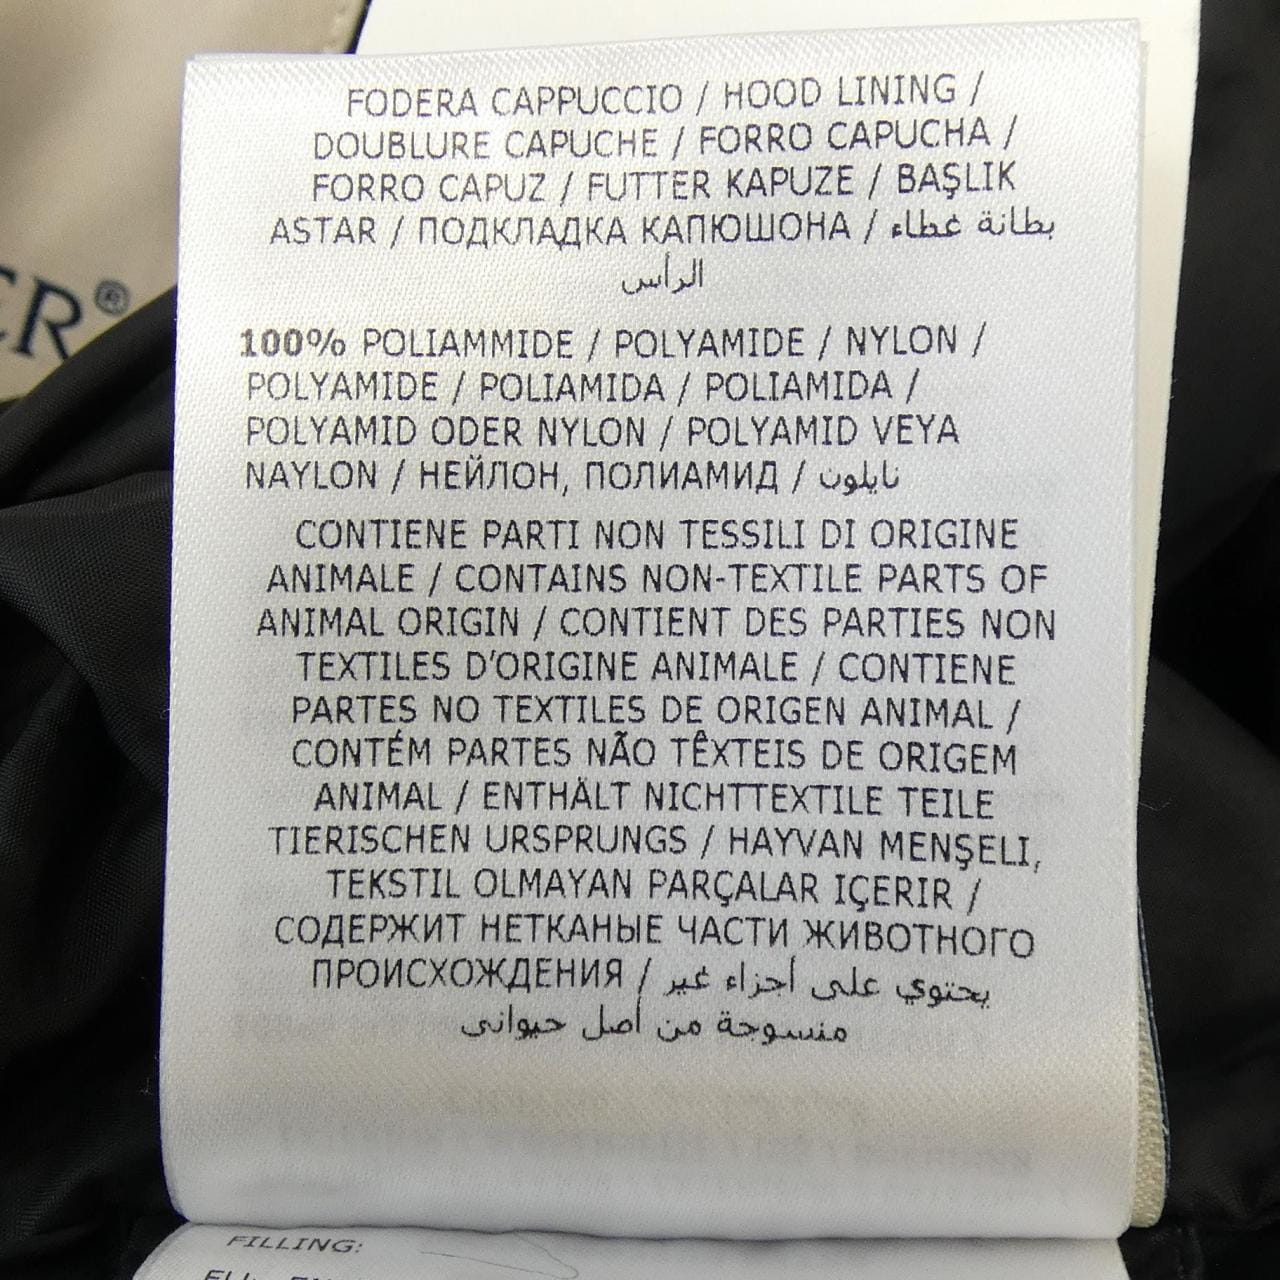 FODERA CAPPUCCIO / HOOD LINING /
DOUBLURE CAPUCHE / FORRO CAPUCHA /
FORRO CAPUZ / FUTTER KAPUZE / BAŞLIK
ASTAR / ПОДКЛАДКА КАПЮШОНА / بطانة غطاء
الرأس
100% POLIAMMIDE / POLYAMIDE / NYLON /
POLYAMIDE / POLIAMIDA / POLIAMIDA /
POLYAMID ODER NYLON / POLYAMID VEYA
NAYLON / НЕЙЛОН, ПОЛИАМИД / نايلون
CONTIENE PARTI NON TESSILI DI ORIGINE
ANIMALE / CONTAINS NON-TEXTILE PARTS OF
ANIMAL ORIGIN / CONTIENT DES PARTIES NON
TEXTILES D'ORIGINE ANIMALE / CONTIENE
PARTES NO TEXTILES DE ORIGEN ANIMAL /
CONTÉM PARTES NÃO TÊXTEIS DE ORIGEM
ANIMAL / ENTHÄLT NICHTTEXTILE TEILE
TIERISCHEN URSPRUNGS / HAYVAN MENŞELI,
TEKSTIL OLMAYAN PARÇALAR IÇERIR /
СОДЕРЖИТ НЕТКАНЫЕ ЧАСТИ ЖИВОТНОГО
ПРОИСХОЖДЕНИЯ / يحتوي على أجزاء غير
منسوجة من أصل حيواني
FILLING:
ER®